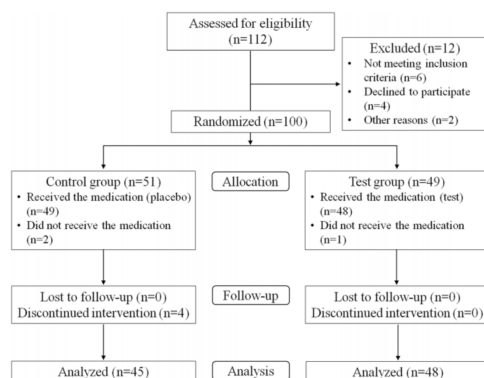 Assessed for eligibility
(n=112)
Excluded (n=12)
• Not meeting inclusion
criteria (n=6)
• Declined to participate
(n=4)
• Other reasons (n=2)
Randomized (n=100)
Control group (n=51)
• Received the medication (placebo)
(n=49)
• Did not receive the medication
(n=2)
Allocation
Test group (n=49)
• Received the medication (test)
(n=48)
• Did not receive the medication
(n=1)
Lost to follow-up (n=0)
Discontinued intervention (n=4)
Follow-up
Lost to follow-up (n=0)
Discontinued intervention (n=0)
Analyzed (n=45)
Analysis
Analyzed (n=48)